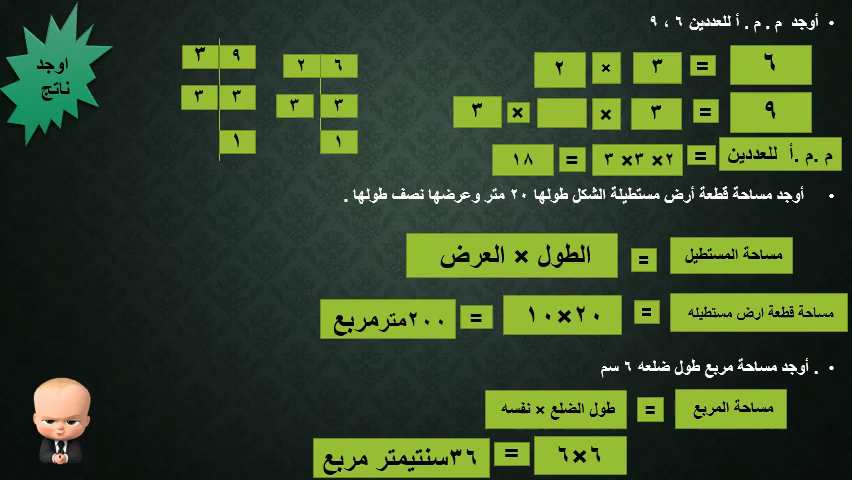 • أوجد م . م . أ للعددين ٦ ، ٩
اوجد
ناتج
٦ = ٣ × ٢
٩ = ٣ × × ٣
م .م .أ للعددين = ٢ ×٣ ×٣ = ١٨
٦ ٢
٣ ٣
١
٩ ٣
٣ ٣
١
• أوجد مساحة قطعة أرض مستطيلة الشكل طولها ٢٠ متر وعرضها نصف طولها .
مساحة المستطيل = الطول × العرض
مساحة قطعة ارض مستطيله = ٢٠×١٠ = ٢٠٠مترمربع
• . أوجد مساحة مربع طول ضلعه ٦ سم
مساحة المربع = طول الضلع × نفسه
٦×٦ = ٣٦سنتيمتر مربع